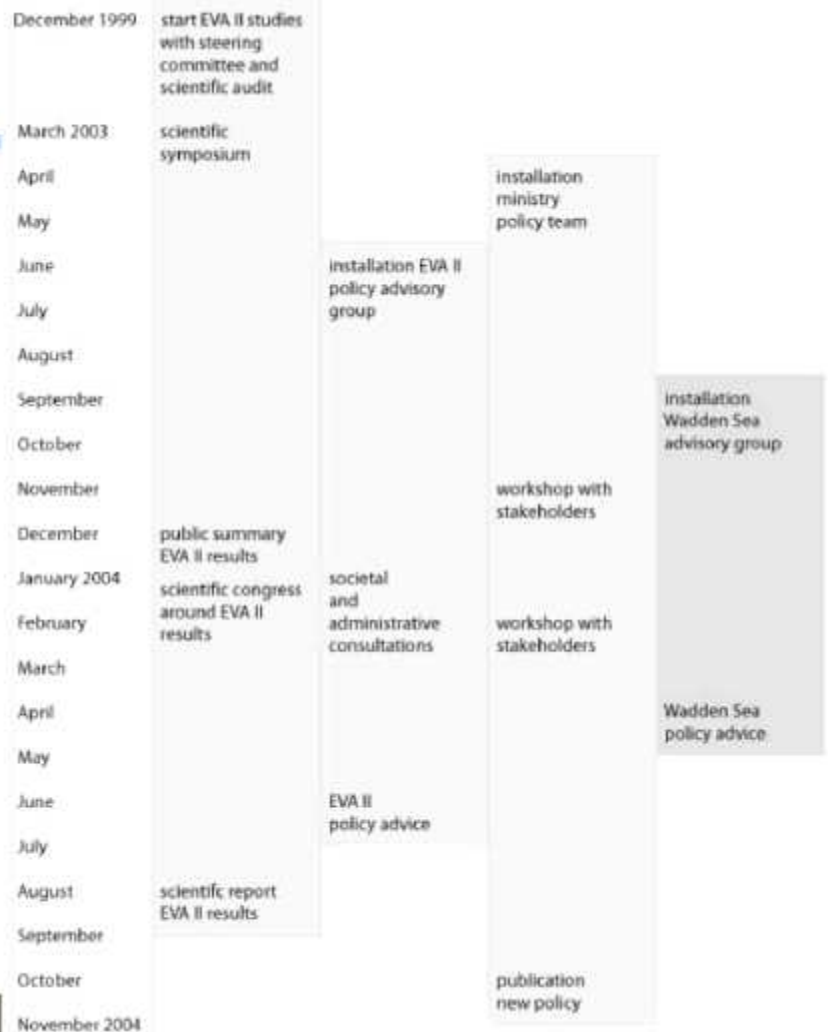 December 1999
start EVA II studies
with steering
committee and
scientific audit
March 2003
scientific
symposium
April
installation
ministry
policy team
May
June
installation EVA II
policy advisory
group
July
August
September
installation
Wadden Sea
advisory group
October
November
workshop with
stakeholders
December
public summary
EVA II results
January 2004
scientific congress
around EVA II
results
societal
and
administrative
consultations
February
workshop with
stakeholders
March
April
Wadden Sea
policy advice
May
June
EVA II
policy advice
July
August
scientifc report
EVA II results
September
October
publication
new policy
November 2004